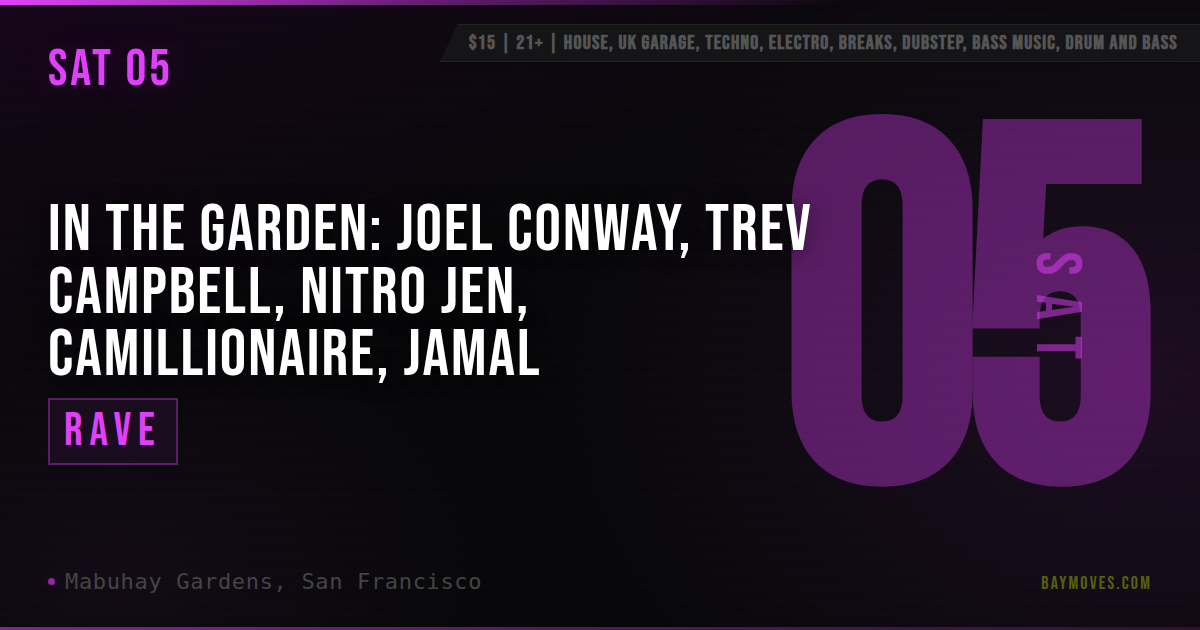 SAT 05
$15 | 21+ | HOUSE, UK GARAGE, TECHNO, ELECTRO, BREAKS, DUBSTEP, BASS MUSIC, DRUM AND BASS
05
SAT
IN THE GARDEN: JOEL CONWAY, TREV
CAMPBELL, NITRO JEN,
CAMILLIONAIRE, JAMAL
RAVE
Mabuhay Gardens, San Francisco
BAYMOVES.COM